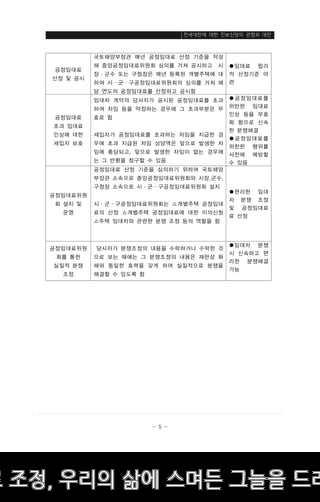 전세대란에 대한 진보신당의 관점과 대안
공정임대료
산정 및 공시
국토해양부장관 매년 공정임대료 산정 기준을 작성
해 중앙공정임대료위원회 심의를 거쳐 공시하고 시
장·군수 또는 구청장은 매년 등록된 개별주택에 대
하여 시·군·구공정임대료위원회의 심의를 거쳐 해
당 연도의 공정임대료를 산정하고 공시함
●임대료 합리
적 산정기준 마
련
공정임대료
초과 임대료
인상에 대한
세입자 보호
임대차 계약의 당사자가 공시된 공정임대료를 초과
하여 차임 등을 약정하는 경우에 그 초과부분은 무
효로 함
세입자가 공정임대료를 초과하는 차임을 지급한 경
우에 초과 지급된 차임 상당액은 앞으로 발생한 차
임에 충당되고, 앞으로 발생한 차임이 없는 경우에
는 그 반환을 청구할 수 있음
●공정임대료를
위반한 임대료
인상 등을 무효
화 함으로 신속
한 분쟁해결
●공정임대료를
위반한 행위를
사전에 예방할
수 있음
공정임대료위원
회 설치 및
운영
공정임대료 산정 기준을 심의하기 위하여 국토해양
부장관 소속으로 중앙공정임대료위원회와 시장,군수,
구청장 소속으로 시·군·구공정임대료위원회 설치
시·군·구공정임대료위원회는 △개별주택 공정임대
료의 산정 △개별주택 공정임대료에 대한 이의신청
△주택 임대차와 관련한 분쟁 조정 등의 역할을 함
●편리한 임대
차 분쟁 조정
및 공정임대료
료 산정
공정임대료위원
회를 통한
실질적 분쟁
조정
당사자가 분쟁조정의 내용을 수락하거나 수락한 것
으로 보는 때에는 그 분쟁조정의 내용은 재판상 화
해와 동일한 효력을 갖게 하여 실질적으로 분쟁을
해결할 수 있도록 함
●임대차 분쟁
시 신속하고 편
리한 분쟁해결
가능
- 5 -
조정, 우리의 삶에 스며든 그늘을 드리